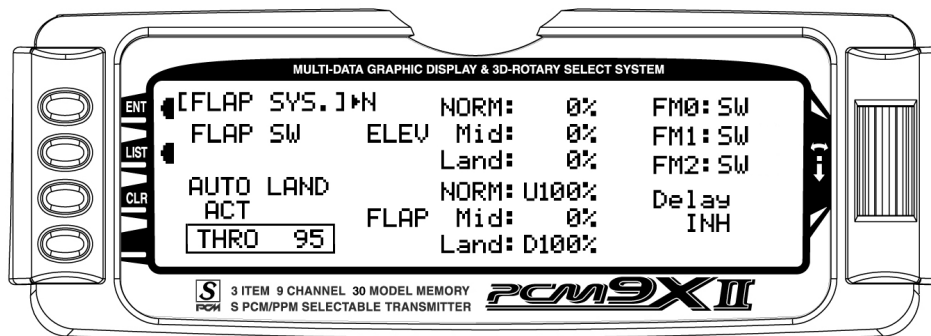 MULTI-DATA GRAPHIC DISPLAY & 3D-ROTARY SELECT SYSTEM
ENT
LIST
CLR
[FLAP SYS.]▸N
FLAP SW
AUTO LAND
ACT
THRO 95
ELEV
NORM: 0%
Mid: 0%
Land: 0%
FLAP
NORM: U100%
Mid: 0%
Land: D100%
FM0: SW
FM1: SW
FM2: SW
Delay
INH
S PCM
3 ITEM 9 CHANNEL 30 MODEL MEMORY
S PCM/PPM SELECTABLE TRANSMITTER
PCM9X II